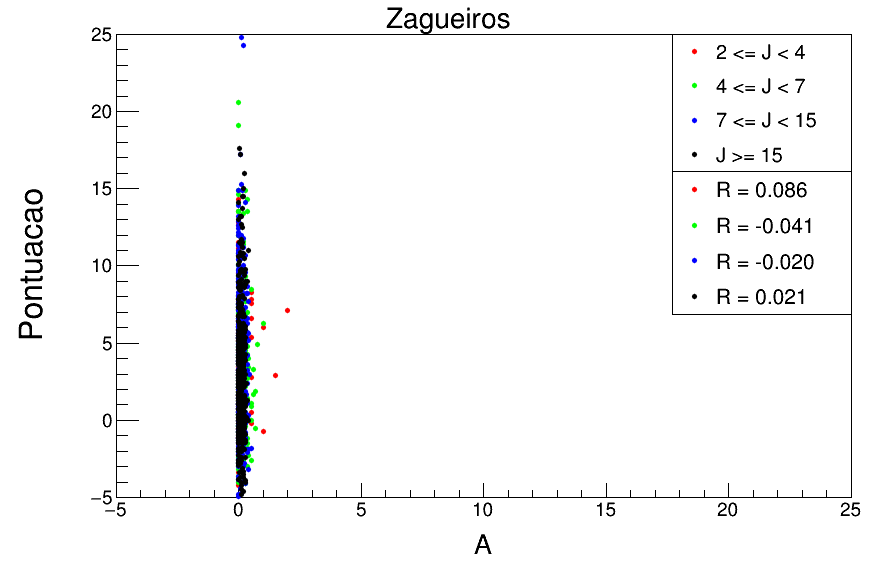 Zagueiros
25
20
15
10
5
0
−5
Pontuacao
2 <= J < 4
4 <= J < 7
7 <= J < 15
J >= 15
R = 0.086
R = -0.041
R = -0.020
R = 0.021
−5 0 5 10 15 20 25
A